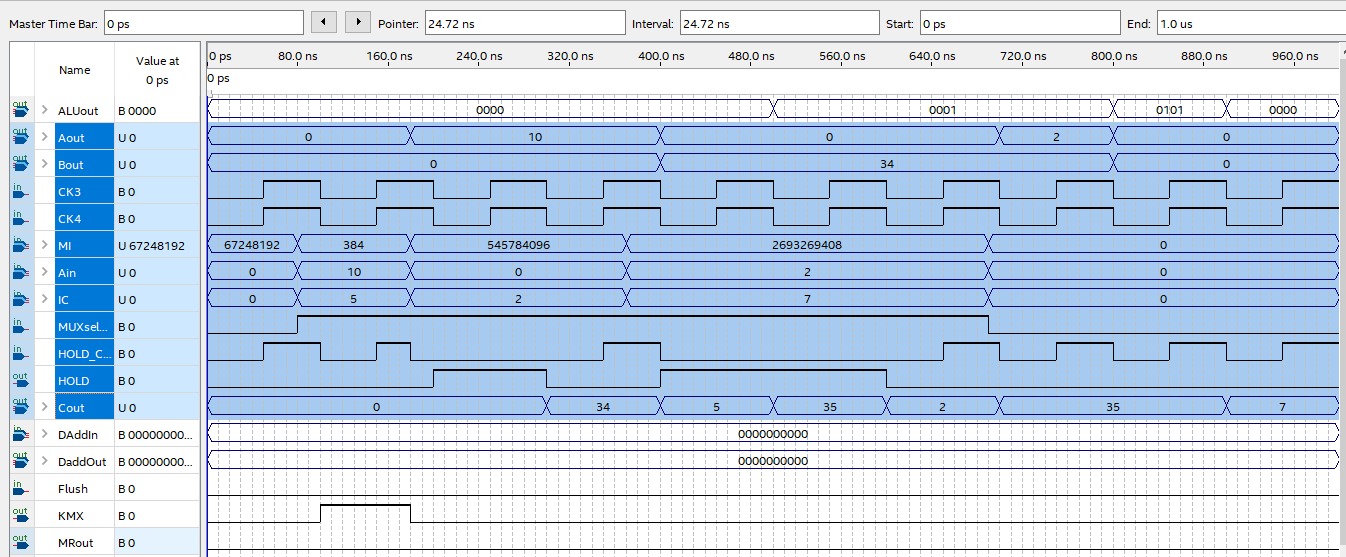 Master Time Bar: 0 ps Pointer: 24.72 ns Interval: 24.72 ns Start: 0 ps End: 1.0 us
Name Value at 0 ps
0 ps 80.0 ns 160.0 ns 240.0 ns 320.0 ns 400.0 ns 480.0 ns 560.0 ns 640.0 ns 720.0 ns 800.0 ns 880.0 ns 960.0 ns
0 ps
out ALUout B 0000 0000 0001 0101 0000
out Aout U 0 0 10 0 2 0
out Bout U 0 0 34 0
in CK3 B 0
in CK4 B 0
in MI U 67248192 67248192 384 545784096 2693269408 0
in Ain U 0 0 10 0 2 0
in IC U 0 0 5 2 7 0
in MUXsel... B 0
in HOLD_C... B 0
out HOLD B 0
out Cout U 0 0 34 5 35 2 35 7
in DAddIn B 00000000... 0000000000
out DaddOut B 00000000... 0000000000
in Flush B 0
out KMX B 0
out MRout B 0